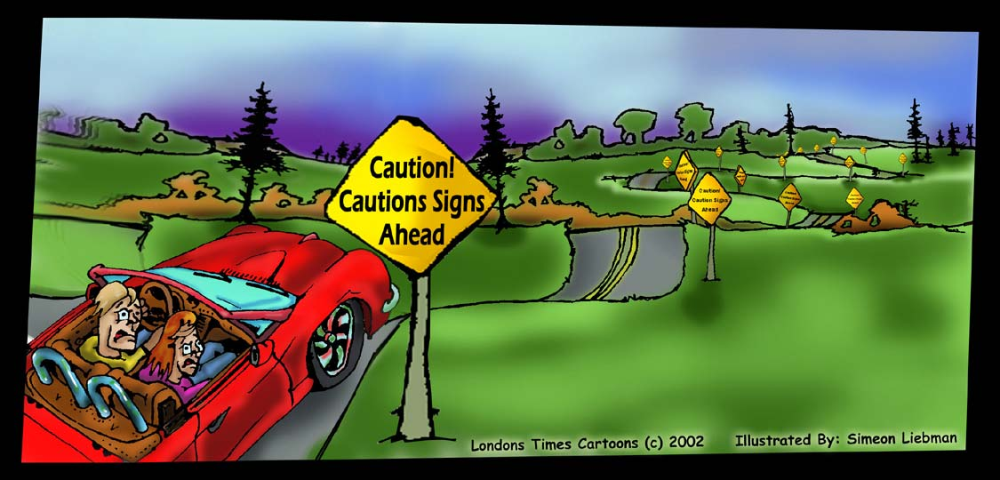 Caution!
Cautions Signs
Ahead
Caution!
Caution Signs
Ahead
Londons Times Cartoons (c) 2002
Illustrated By: Simeon Liebman